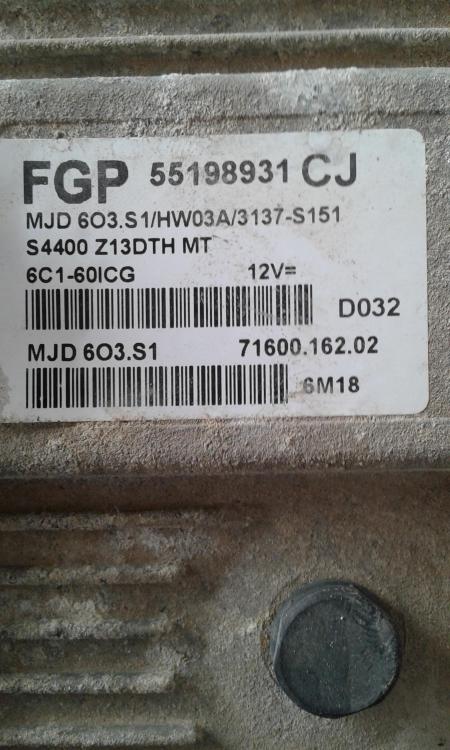 FGP 55198931 CJ
MJD 6O3.S1/HW03A/3137-S151
S4400 Z13DTH MT
6C1-60ICG 12V=
D032
MJD 6O3.S1 71600.162.02
6M18